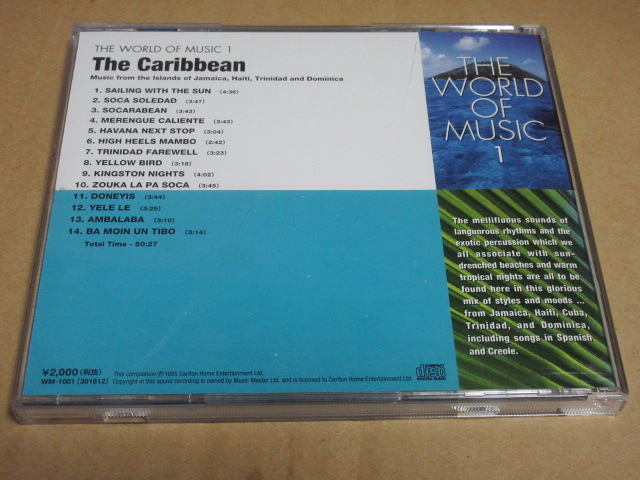 THE WORLD OF MUSIC 1
The Caribbean
Music from the Islands of Jamaica, Haiti, Trinidad and Dominica
1. SAILING WITH THE SUN (4:36)
2. SOCA SOLEDAD (3:47)
3. SOCARABEAN (3:43)
4. MERENGUE CALIENTE (3:43)
5. HAVANA NEXT STOP (3:04)
6. HIGH HEELS MAMBO (2:42)
7. TRINIDAD FAREWELL (3:23)
8. YELLOW BIRD (3:18)
9. KINGSTON NIGHTS (4:02)
10. ZOUKA LA PA SOCA (3:45)
11. DONEYIS (3:44)
12. YELE LE (3:25)
13. AMBALABA (3:10)
14. BA MOIN UN TIBO (3:14)
Total Time - 50:27
¥2,000(税抜)
WM-1001 (301612)
This compilation ℗ 1995 Carlton Home Entertainment Ltd.
Copyright in this sound recording is owned by Music Master Ltd. and is licensed to Carlton Home Entertainment Ltd.
COMPACT
disc
DIGITAL AUDIO
THE
WORLD
OF
MUSIC
1
The mellifluous sounds of
languorous rhythms and the
exotic percussion which we
all associate with sun-
drenched beaches and warm
tropical nights are all to be
found here in this glorious
mix of styles and moods ...
from Jamaica, Haiti, Cuba,
Trinidad, and Dominica,
including songs in Spanish
and Creole.